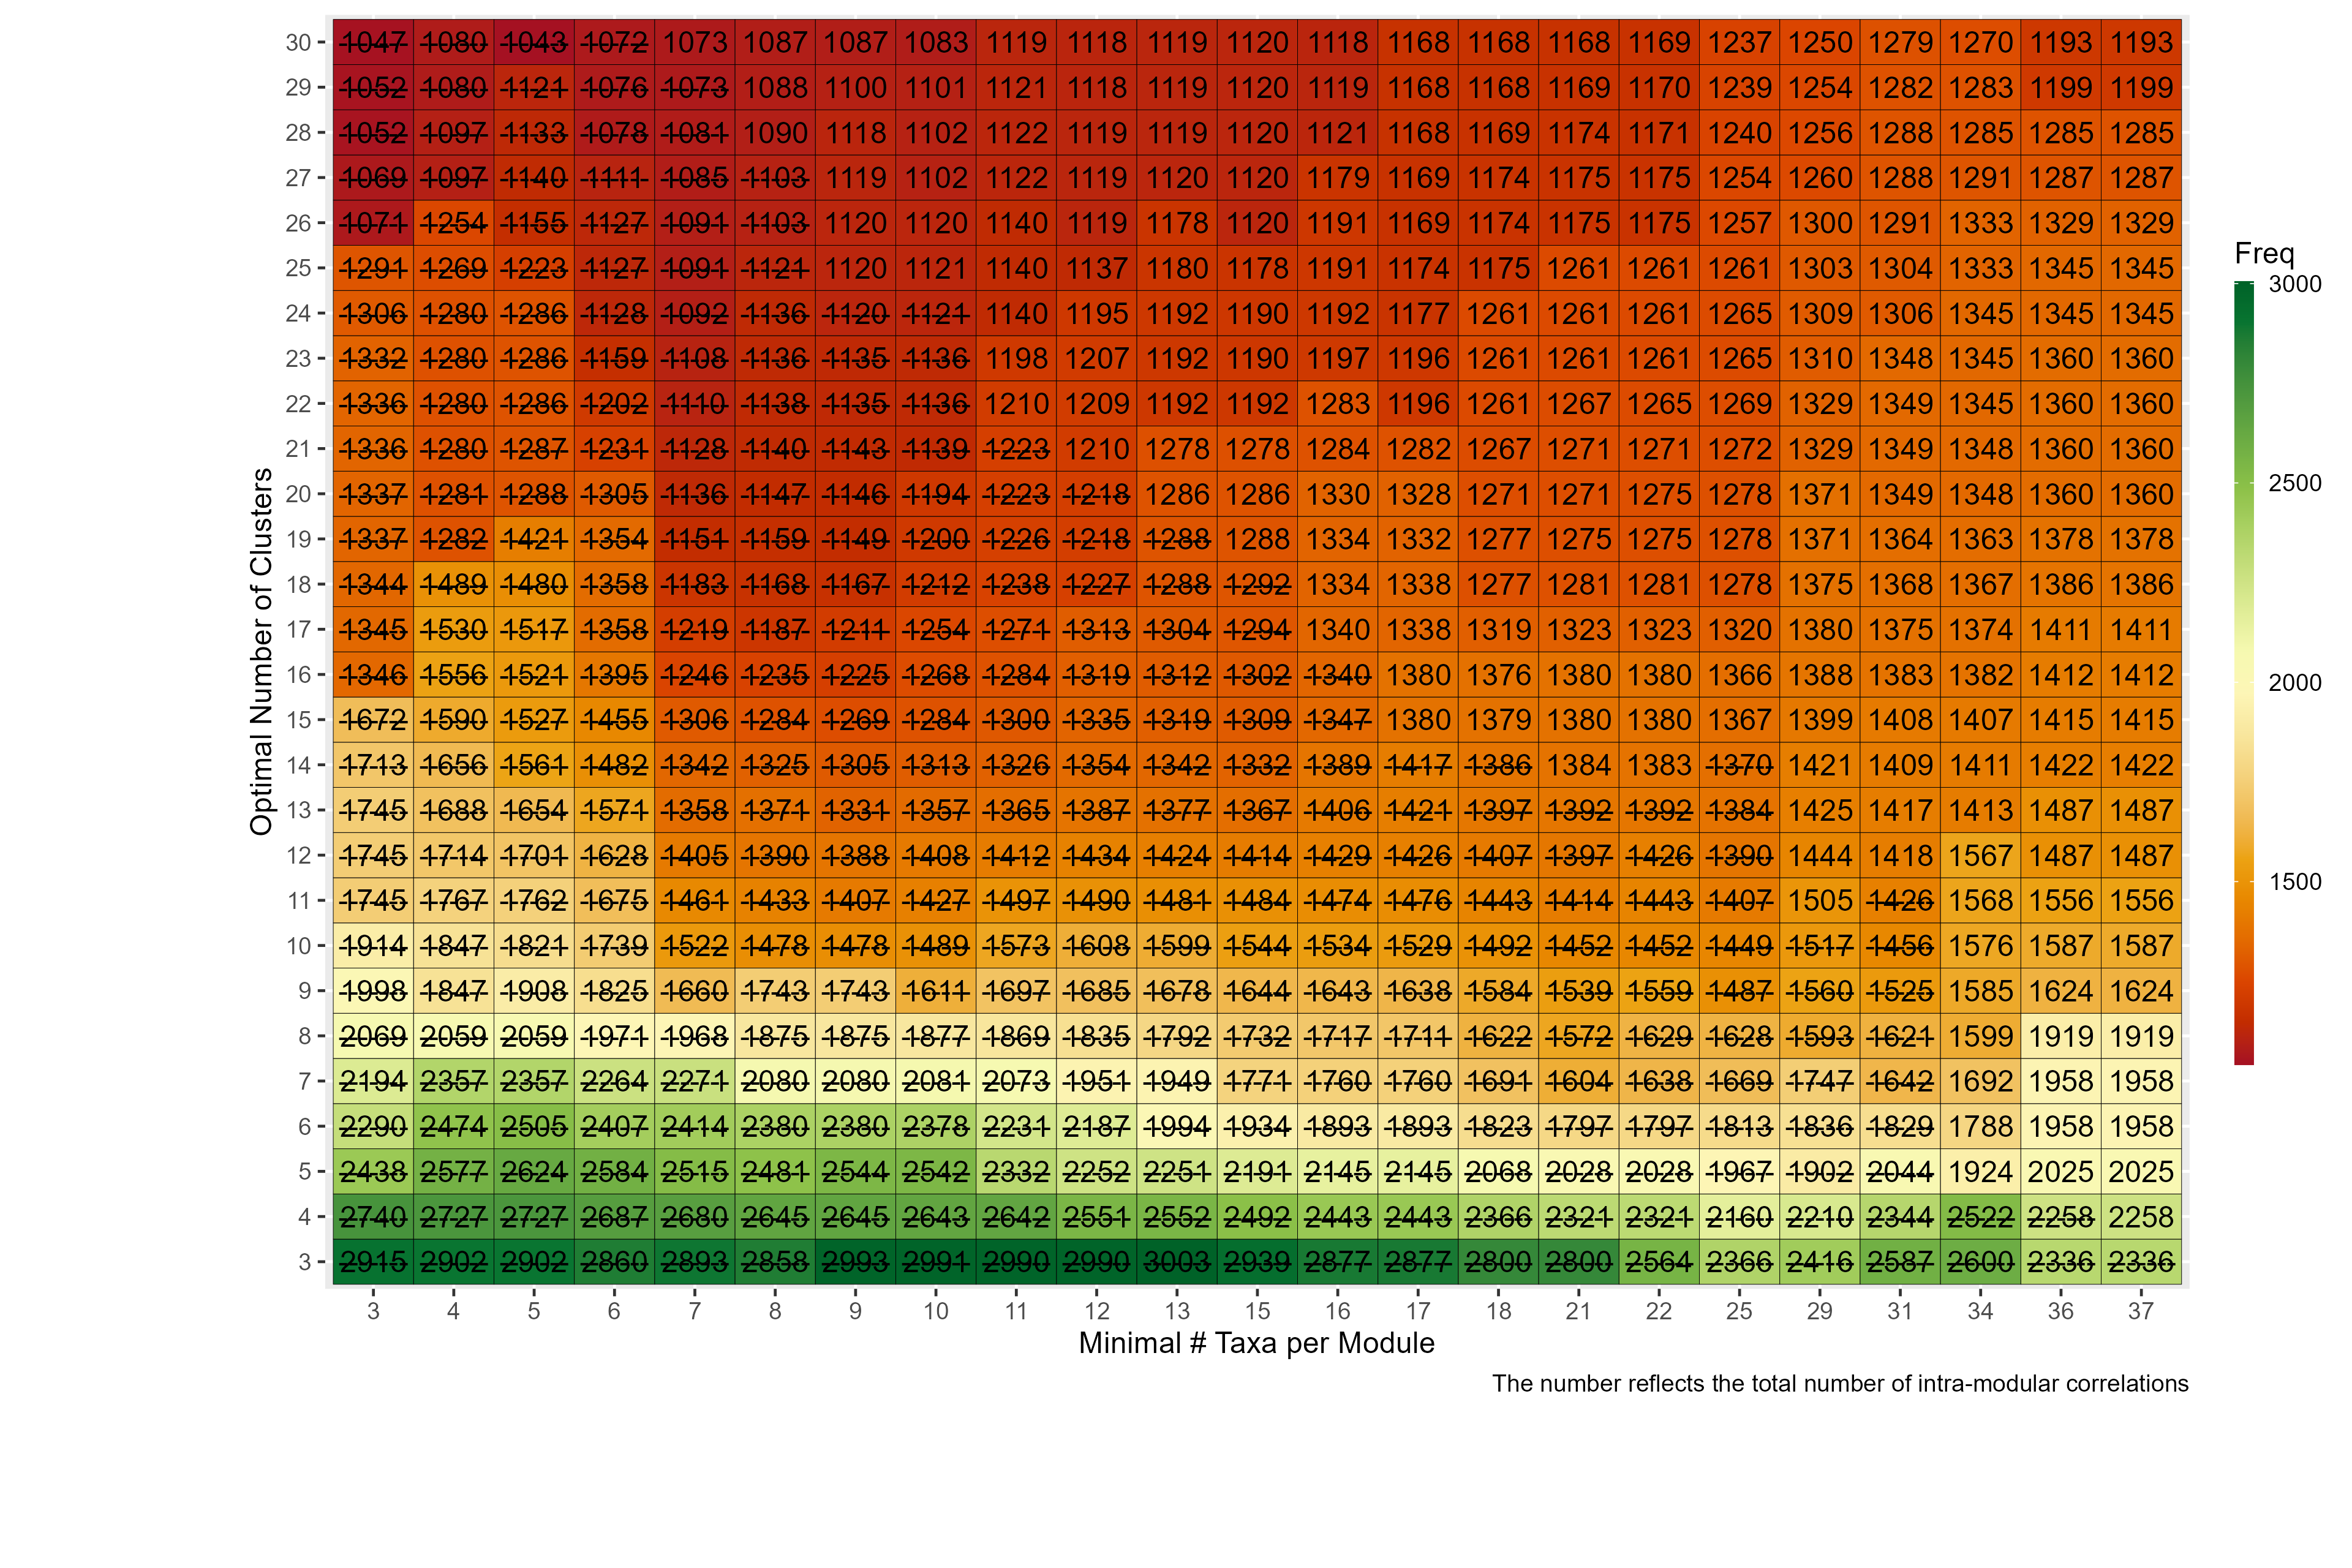 30 1047 1080 1043 1072 1073 1087 1087 1083 1119 1118 1119 1120 1118 1168 1168 1168 1169 1237 1250 1279 1270 1193 1193
29 1052 1080 1121 1076 1073 1088 1100 1101 1121 1118 1119 1120 1119 1168 1168 1169 1170 1239 1254 1282 1283 1199 1199
28 1052 1097 1133 1078 1081 1090 1118 1102 1122 1119 1119 1120 1121 1168 1169 1174 1171 1240 1256 1288 1285 1285 1285
27 1069 1097 1140 1111 1085 1103 1119 1102 1122 1119 1120 1120 1179 1169 1174 1175 1175 1254 1260 1288 1291 1287 1287
26 1071 1254 1155 1127 1091 1103 1120 1120 1140 1119 1178 1120 1191 1169 1174 1175 1175 1257 1300 1291 1333 1329 1329
25 1291 1269 1223 1127 1091 1121 1120 1121 1140 1137 1180 1178 1191 1174 1175 1261 1261 1261 1303 1304 1333 1345 1345
24 1306 1280 1286 1128 1092 1136 1120 1121 1140 1195 1192 1190 1192 1177 1261 1261 1261 1265 1309 1306 1345 1345 1345
23 1332 1280 1286 1159 1108 1136 1135 1136 1198 1207 1192 1190 1197 1196 1261 1261 1261 1265 1310 1348 1345 1360 1360
22 1336 1280 1286 1202 1110 1138 1135 1136 1210 1209 1192 1192 1283 1196 1261 1267 1265 1269 1329 1349 1345 1360 1360
21 1336 1280 1287 1231 1128 1140 1143 1139 1223 1210 1278 1278 1284 1282 1267 1271 1271 1272 1329 1349 1348 1360 1360
20 1337 1281 1288 1305 1136 1147 1146 1194 1223 1218 1286 1286 1330 1328 1271 1271 1275 1278 1371 1349 1348 1360 1360
19 1337 1282 1421 1354 1151 1159 1149 1200 1226 1218 1288 1288 1334 1332 1277 1275 1275 1278 1371 1364 1363 1378 1378
18 1344 1489 1480 1358 1183 1168 1167 1212 1238 1227 1288 1292 1334 1338 1277 1281 1281 1278 1375 1368 1367 1386 1386
17 1345 1530 1517 1358 1219 1187 1211 1254 1271 1313 1304 1294 1340 1338 1319 1323 1323 1320 1380 1375 1374 1411 1411
16 1346 1556 1521 1395 1246 1235 1225 1268 1284 1319 1312 1302 1340 1380 1376 1380 1380 1366 1388 1383 1382 1412 1412
15 1672 1590 1527 1455 1306 1284 1269 1284 1300 1335 1319 1309 1347 1380 1379 1380 1380 1367 1399 1408 1407 1415 1415
14 1713 1656 1561 1482 1342 1325 1305 1313 1326 1354 1342 1332 1389 1417 1386 1384 1383 1370 1421 1409 1411 1422 1422
13 1745 1688 1654 1571 1358 1371 1331 1357 1365 1387 1377 1367 1406 1421 1397 1392 1392 1384 1425 1417 1413 1487 1487
12 1745 1714 1701 1628 1405 1390 1388 1408 1412 1434 1424 1414 1429 1426 1407 1397 1426 1390 1444 1418 1567 1487 1487
11 1745 1767 1762 1675 1461 1433 1407 1427 1497 1490 1481 1484 1474 1476 1443 1414 1443 1407 1505 1426 1568 1556 1556
10 1914 1847 1821 1739 1522 1478 1478 1489 1573 1608 1599 1544 1534 1529 1492 1452 1452 1449 1517 1456 1576 1587 1587
9 1998 1847 1908 1825 1660 1743 1743 1611 1697 1685 1678 1644 1643 1638 1584 1539 1559 1487 1560 1525 1585 1624 1624
8 2069 2059 2059 1971 1968 1875 1875 1877 1869 1835 1792 1732 1717 1711 1622 1572 1629 1628 1593 1621 1599 1919 1919
7 2194 2357 2357 2264 2271 2080 2080 2081 2073 1951 1949 1771 1760 1760 1691 1604 1638 1669 1747 1642 1692 1958 1958
6 2290 2474 2505 2407 2414 2380 2380 2378 2231 2187 1994 1934 1893 1893 1823 1797 1797 1813 1836 1829 1788 1958 1958
5 2438 2577 2624 2584 2515 2481 2544 2542 2332 2252 2251 2191 2145 2145 2068 2028 2028 1967 1902 2044 1924 2025 2025
4 2740 2727 2727 2687 2680 2645 2645 2643 2642 2551 2552 2492 2443 2443 2366 2321 2321 2160 2210 2344 2522 2258 2258
3 2915 2902 2902 2860 2893 2858 2993 2991 2990 2990 3003 2939 2877 2877 2800 2800 2564 2366 2416 2587 2600 2336 2336
3 4 5 6 7 8 9 10 11 12 13 15 16 17 18 21 22 25 29 31 34 36 37
Optimal Number of Clusters
Minimal # Taxa per Module
The number reflects the total number of intra-modular correlations
Freq
3000
2500
2000
1500